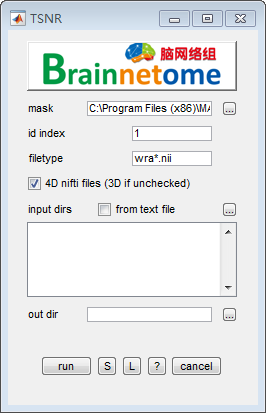 TSNR
脑网络组
Brainnetome
mask C:\Program Files (x86)\MA ...
id index 1
filetype wra*.nii
4D nifti files (3D if unchecked)
input dirs from text file ...
out dir ...
run S L ? cancel